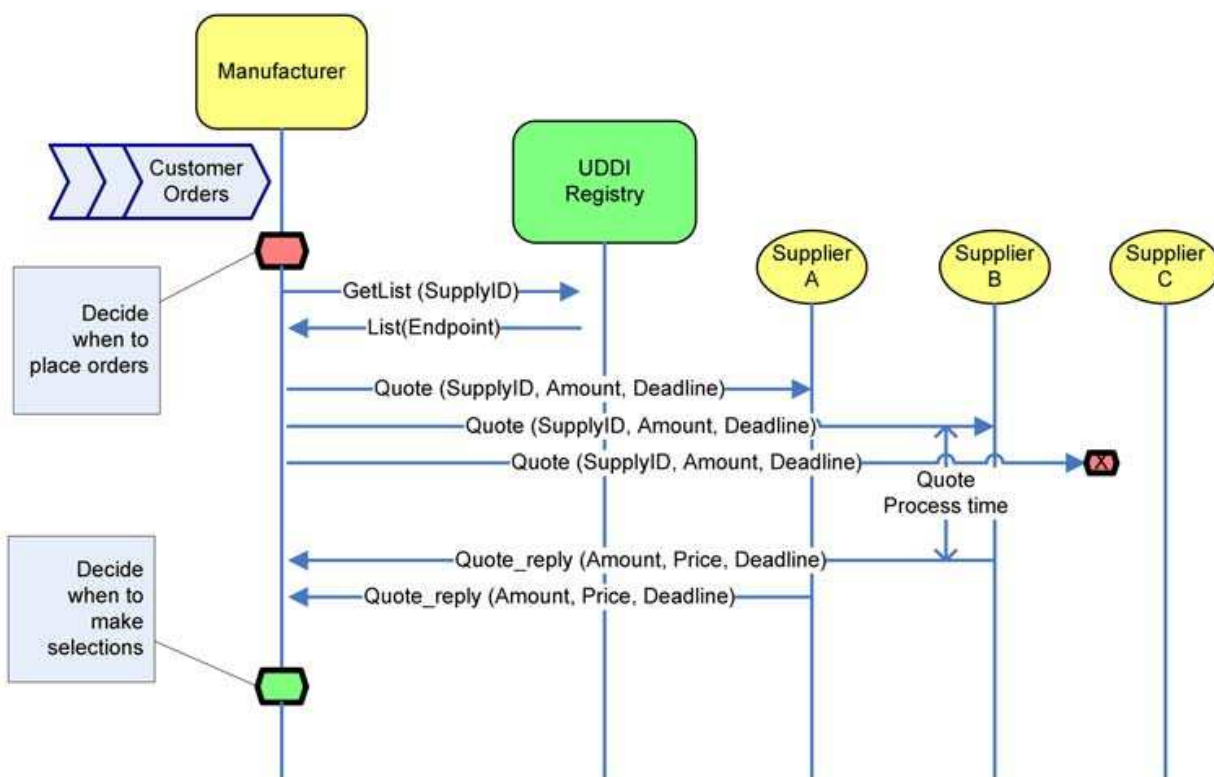 Manufacturer
Customer
Orders
UDDI
Registry
Supplier
A
Supplier
B
Supplier
C
Decide
when to
place orders
GetList (SupplyID)
List(Endpoint)
Quote (SupplyID, Amount, Deadline)
Quote (SupplyID, Amount, Deadline)
Quote (SupplyID, Amount, Deadline)
X
Quote
Process time
Decide
when to
make
selections
Quote_reply (Amount, Price, Deadline)
Quote_reply (Amount, Price, Deadline)